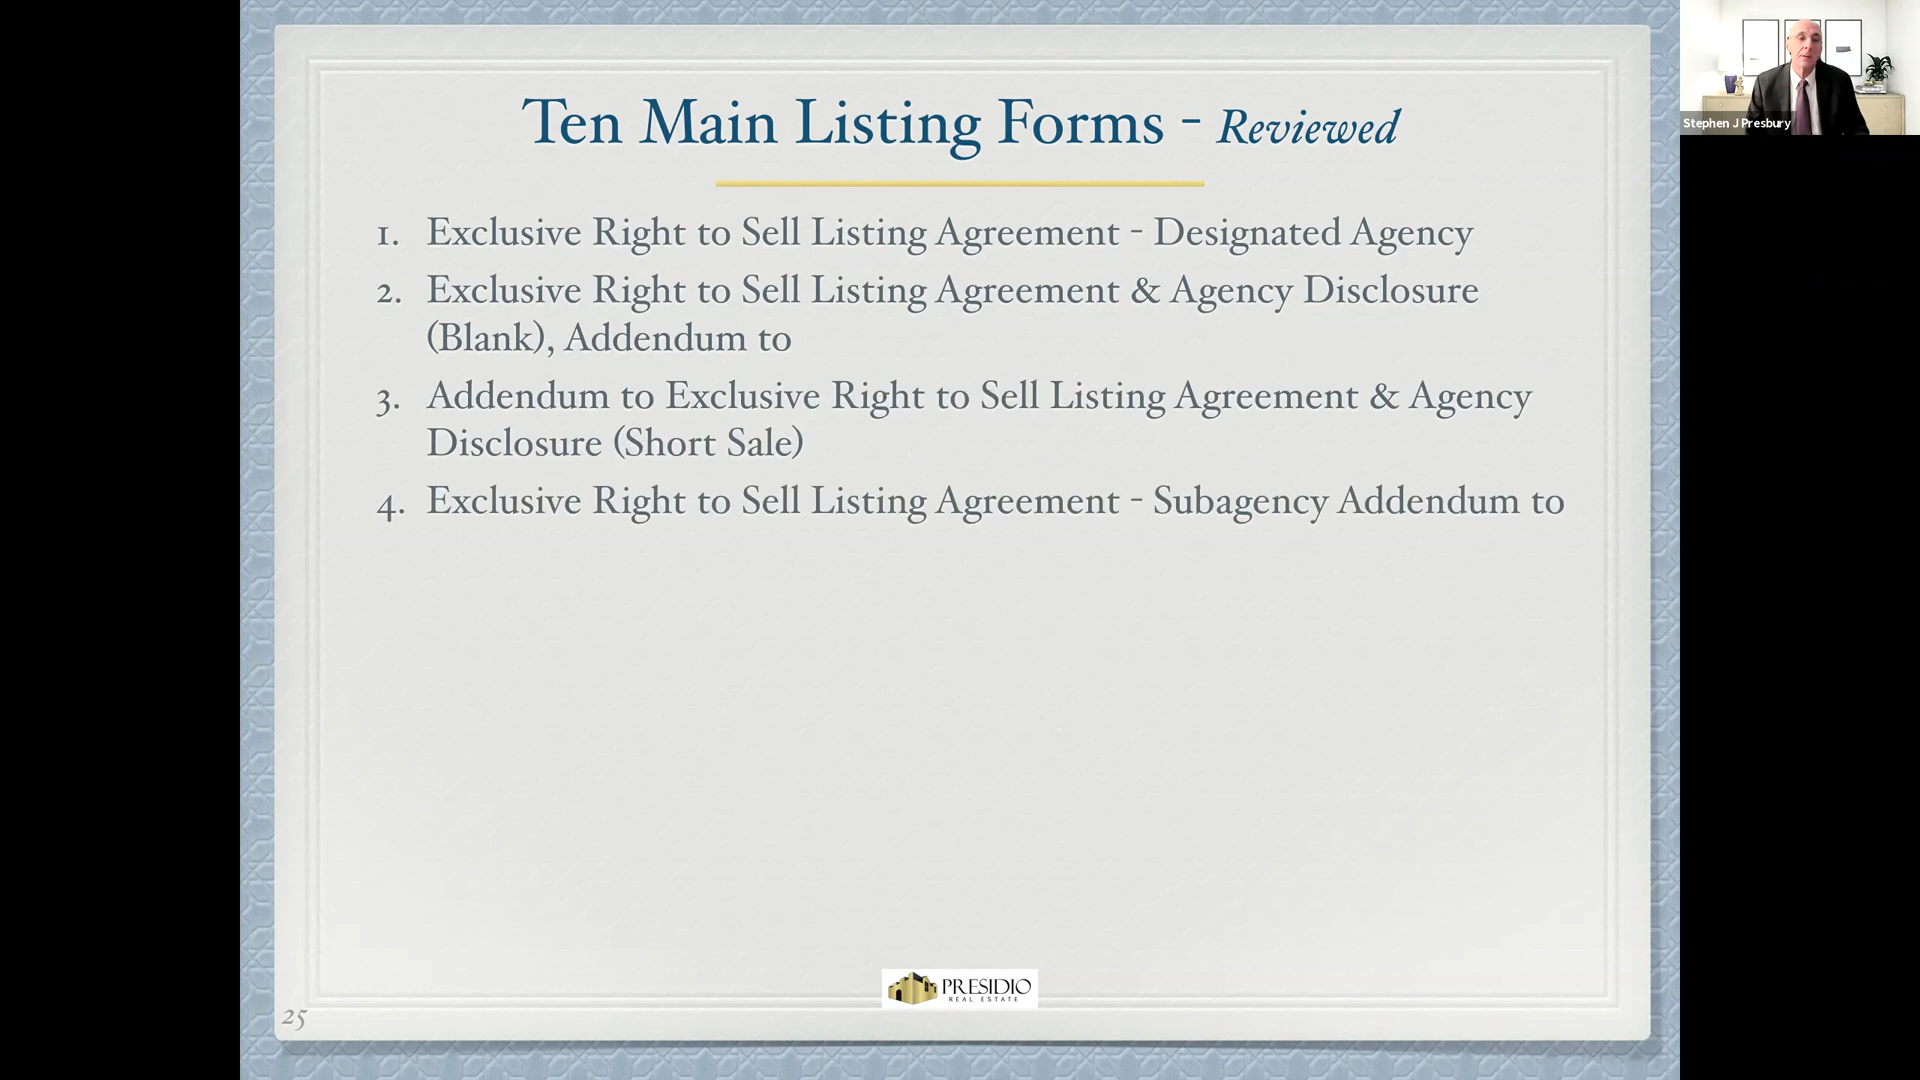 Ten Main Listing Forms - Reviewed
1. Exclusive Right to Sell Listing Agreement - Designated Agency
2. Exclusive Right to Sell Listing Agreement & Agency Disclosure
(Blank), Addendum to
3. Addendum to Exclusive Right to Sell Listing Agreement & Agency
Disclosure (Short Sale)
4. Exclusive Right to Sell Listing Agreement - Subagency Addendum to
PRESIDIO
REAL ESTATE
25
Stephen J Presbury